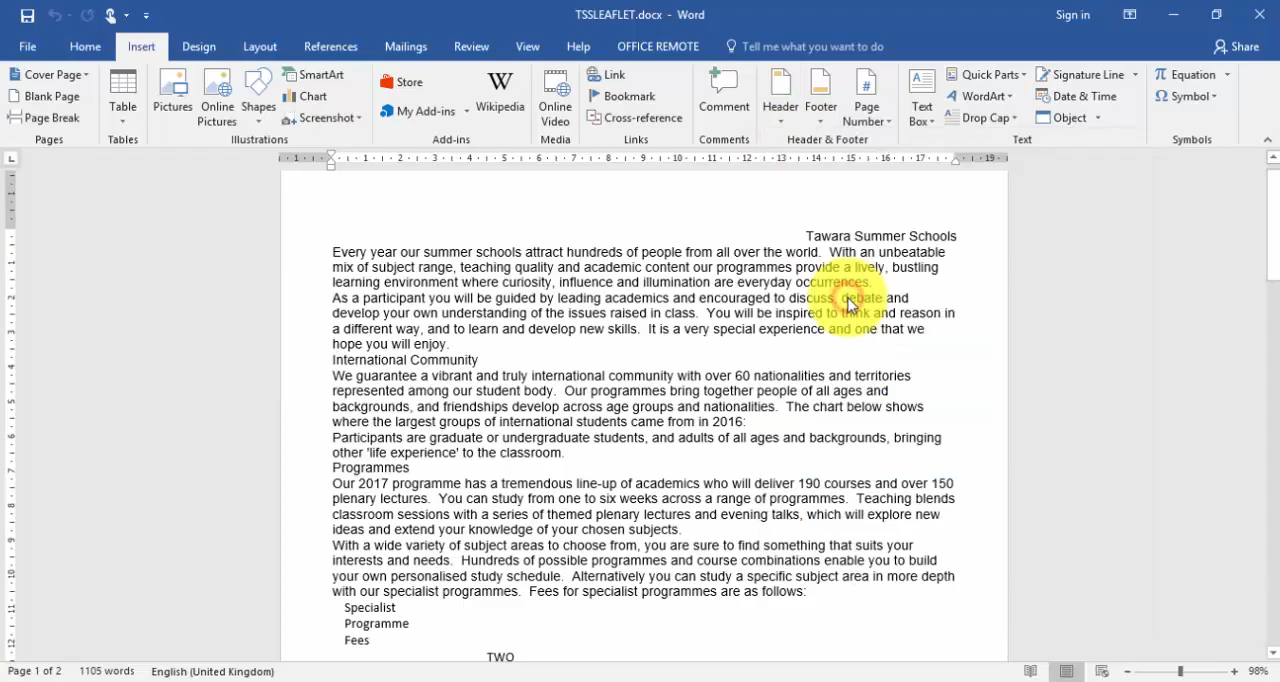 TSSLEAFLET.docx - Word
Sign in
File Home Insert Design Layout References Mailings Review View Help OFFICE REMOTE Tell me what you want to do Share
Cover Page
Blank Page
Page Break
Pages
Table
Tables
Pictures
Online Pictures
Shapes
SmartArt
Chart
Screenshot
Illustrations
Store
My Add-ins
W
Wikipedia
Add-ins
Online Video
Media
Link
Bookmark
Cross-reference
Links
Comment
Comments
Header
Footer
Page Number
Header & Footer
Text Box
Quick Parts
WordArt
Drop Cap
Signature Line
Date & Time
Object
Text
Equation
Symbol
Symbols
1 1 2 3 4 5 6 7 8 9 10 11 12 13 14 15 16 17 19
Tawara Summer Schools
Every year our summer schools attract hundreds of people from all over the world. With an unbeatable
mix of subject range, teaching quality and academic content our programmes provide a lively, bustling
learning environment where curiosity, influence and illumination are everyday occurrences.
As a participant you will be guided by leading academics and encouraged to discuss, debate and
develop your own understanding of the issues raised in class. You will be inspired to think and reason in
a different way, and to learn and develop new skills. It is a very special experience and one that we
hope you will enjoy.
International Community
We guarantee a vibrant and truly international community with over 60 nationalities and territories
represented among our student body. Our programmes bring together people of all ages and
backgrounds, and friendships develop across age groups and nationalities. The chart below shows
where the largest groups of international students came from in 2016:
Participants are graduate or undergraduate students, and adults of all ages and backgrounds, bringing
other 'life experience' to the classroom.
Programmes
Our 2017 programme has a tremendous line-up of academics who will deliver 190 courses and over 150
plenary lectures. You can study from one to six weeks across a range of programmes. Teaching blends
classroom sessions with a series of themed plenary lectures and evening talks, which will explore new
ideas and extend your knowledge of your chosen subjects.
With a wide variety of subject areas to choose from, you are sure to find something that suits your
interests and needs. Hundreds of possible programmes and course combinations enable you to build
your own personalised study schedule. Alternatively you can study a specific subject area in more depth
with our specialist programmes. Fees for specialist programmes are as follows:
Specialist
Programme
Fees
TWO
Page 1 of 2 1105 words English (United Kingdom) 98%